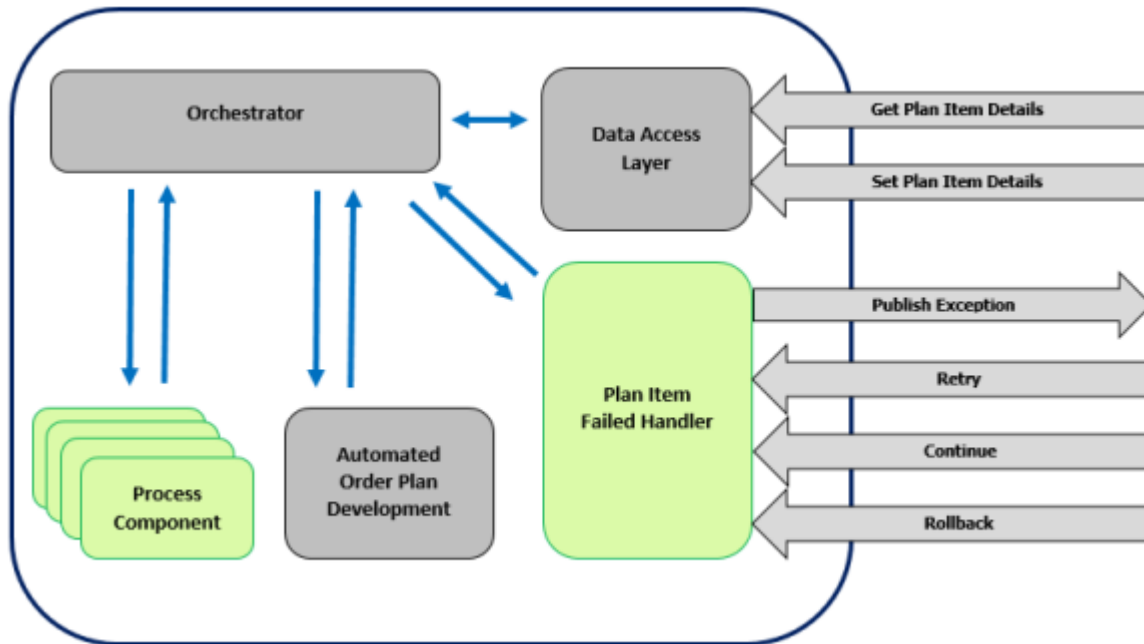 Orchestrator
Data Access
Layer
Get Plan Item Details
Set Plan Item Details
Publish Exception
Retry
Continue
Rollback
Plan Item
Failed Handler
Automated
Order Plan
Development
Process
Component